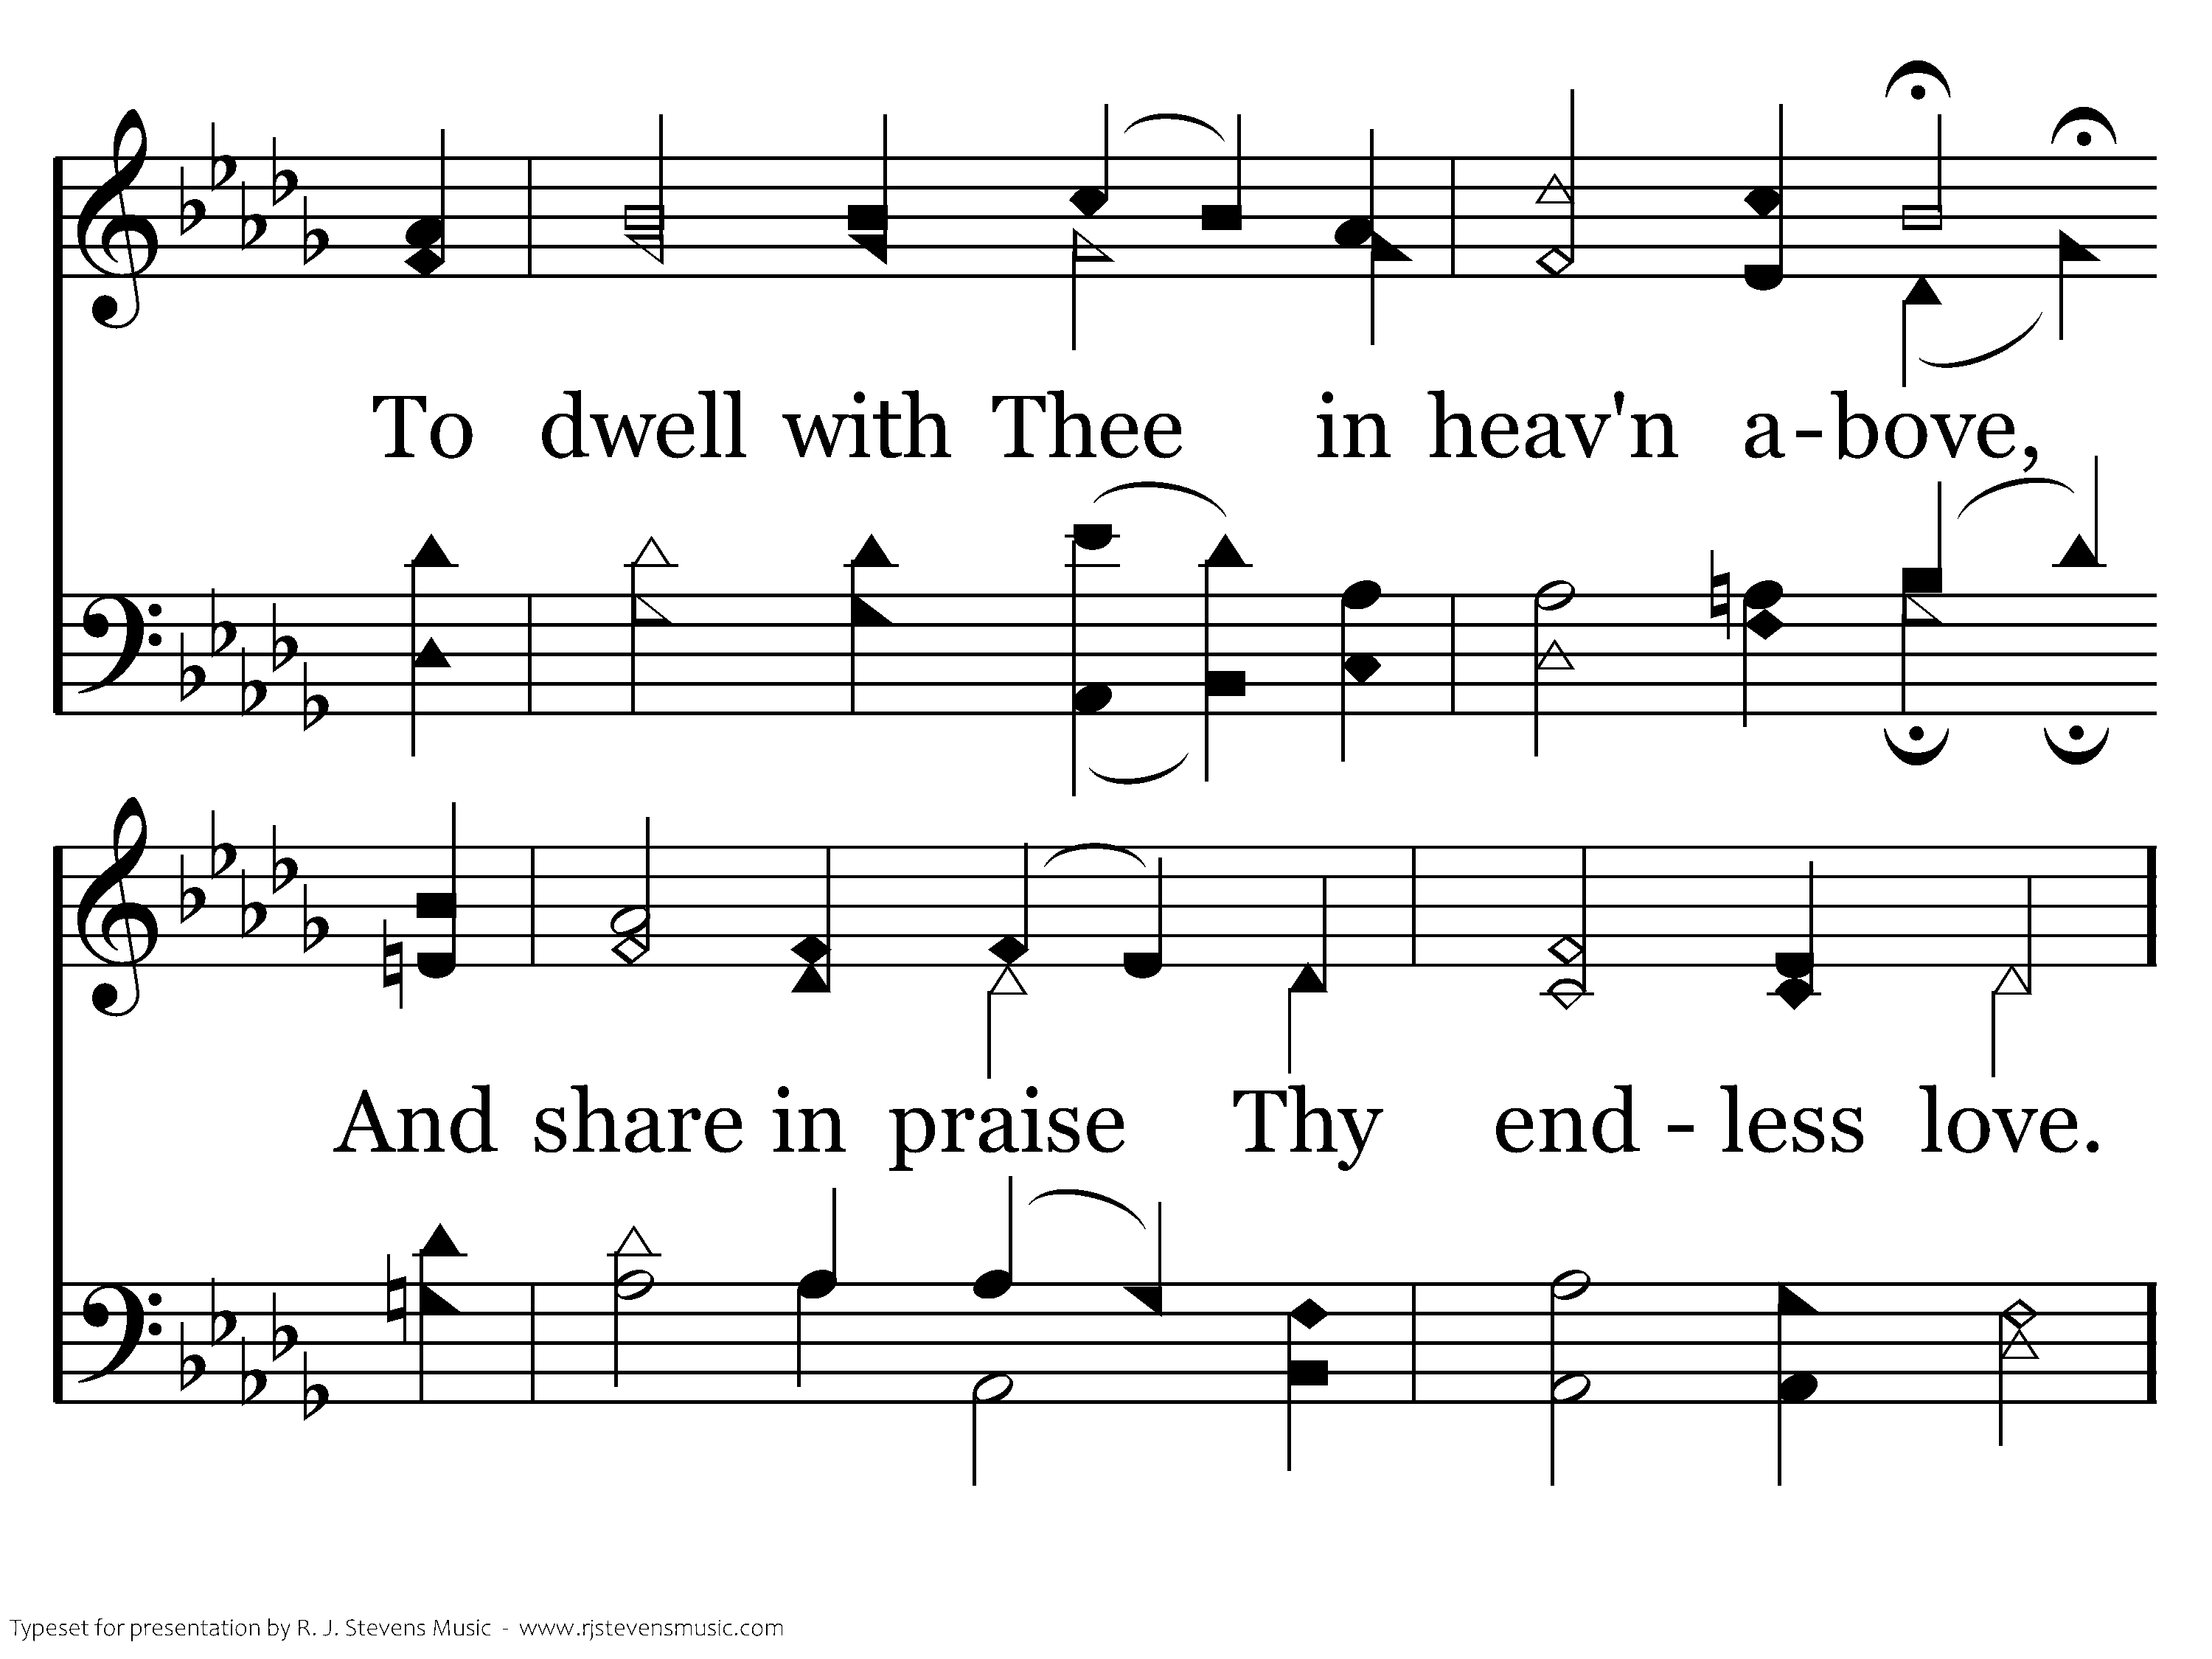 To dwell with Thee in heav'n a-bove,
And share in praise Thy end-less love.
Typeset for presentation by R. J. Stevens Music - www.rjstevensmusic.com